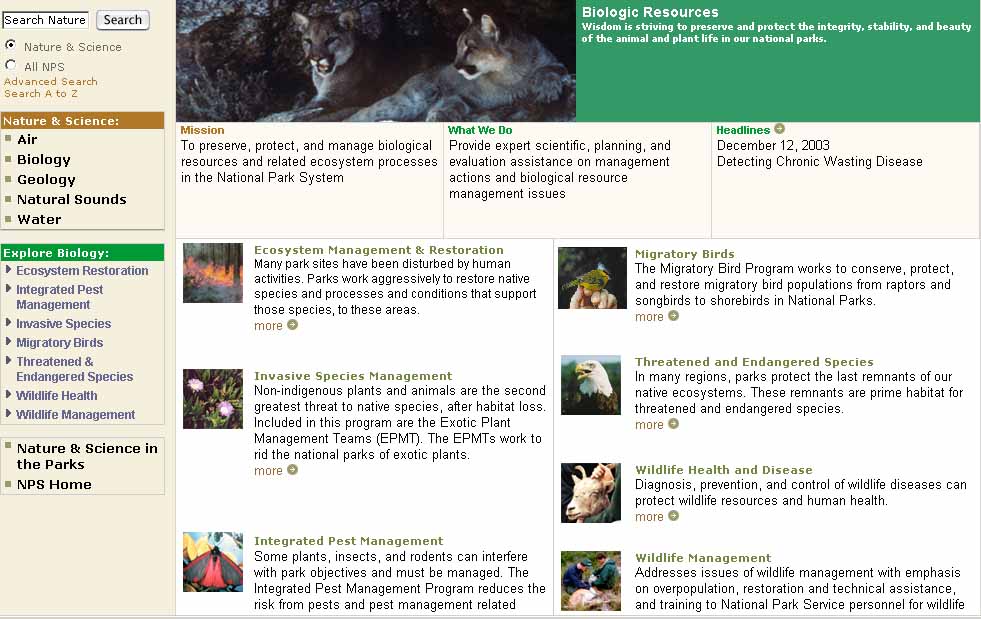 Search Nature
Search
Nature & Science
All NPS
Advanced Search
Search A to Z
Nature & Science:
Air
Biology
Geology
Natural Sounds
Water
Explore Biology:
Ecosystem Restoration
Integrated Pest
Management
Invasive Species
Migratory Birds
Threatened &
Endangered Species
Wildlife Health
Wildlife Management
Nature & Science in
the Parks
NPS Home
Biologic Resources
Wisdom is striving to preserve and protect the integrity, stability, and beauty
of the animal and plant life in our national parks.
Mission
To preserve, protect, and manage biological
resources and related ecosystem processes
in the National Park System
What We Do
Provide expert scientific, planning, and
evaluation assistance on management
actions and biological resource
management issues
Headlines
December 12, 2003
Detecting Chronic Wasting Disease
Ecosystem Management & Restoration
Many park sites have been disturbed by human
activities. Parks work aggressively to restore native
species and processes and conditions that support
those species, to these areas.
more
Invasive Species Management
Non-indigenous plants and animals are the second
greatest threat to native species, after habitat loss.
Included in this program are the Exotic Plant
Management Teams (EPMT). The EPMTs work to
rid the national parks of exotic plants.
more
Integrated Pest Management
Some plants, insects, and rodents can interfere
with park objectives and must be managed. The
Integrated Pest Management Program reduces the
risk from pests and pest management related
Migratory Birds
The Migratory Bird Program works to conserve, protect,
and restore migratory bird populations from raptors and
songbirds to shorebirds in National Parks.
more
Threatened and Endangered Species
In many regions, parks protect the last remnants of our
native ecosystems. These remnants are prime habitat for
threatened and endangered species.
more
Wildlife Health and Disease
Diagnosis, prevention, and control of wildlife diseases can
protect wildlife resources and human health.
more
Wildlife Management
Addresses issues of wildlife management with emphasis
on overpopulation, restoration and technical assistance,
and training to National Park Service personnel for wildlife